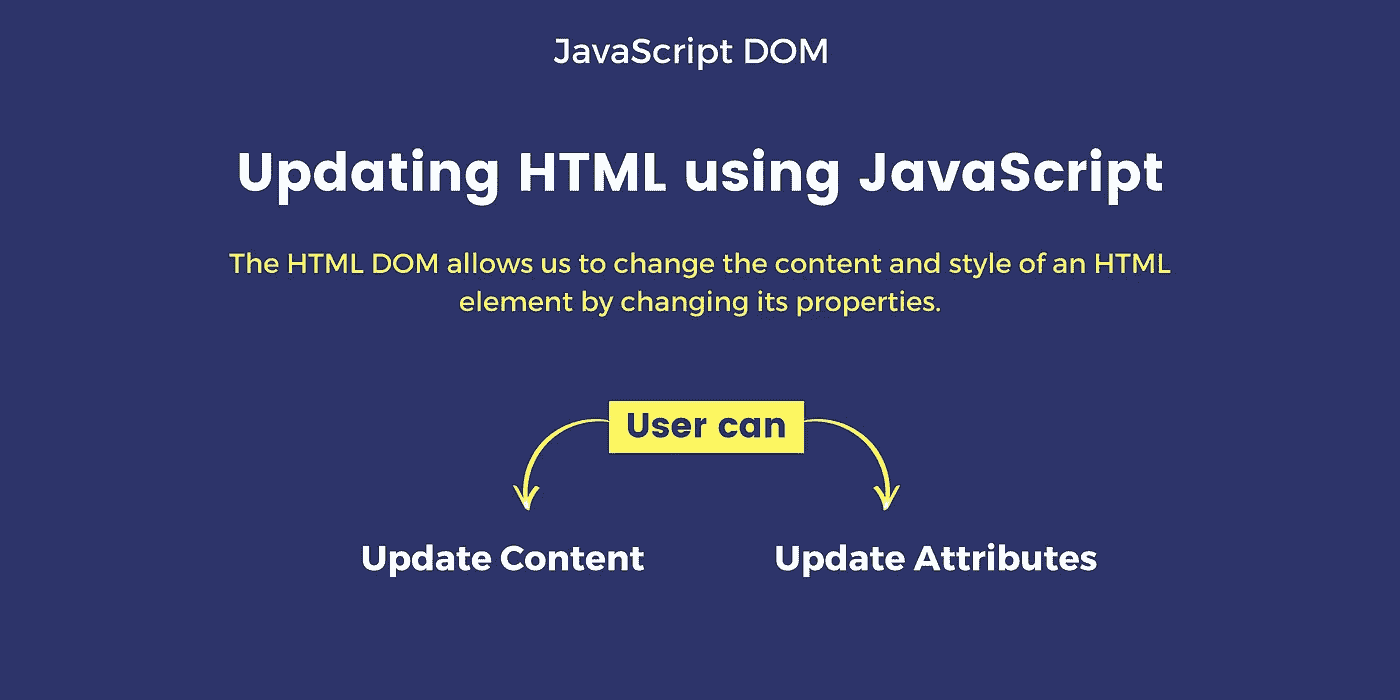 JavaScript DOM
Updating HTML using JavaScript
The HTML DOM allows us to change the content and style of an HTML
element by changing its properties.
User can
Update Content
Update Attributes